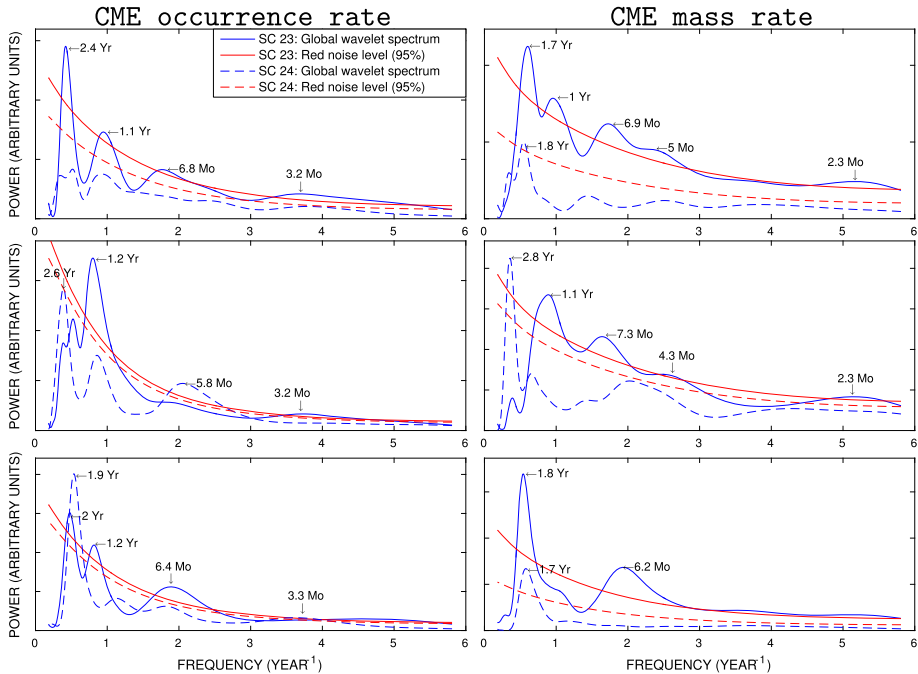 CME occurrence rate
CME mass rate
POWER (ARBITRARY UNITS)
2.4 Yr
1.1 Yr
6.8 Mo
3.2 Mo
SC 23: Global wavelet spectrum
SC 23: Red noise level (95%)
SC 24: Global wavelet spectrum
SC 24: Red noise level (95%)
0 1 2 3 4 5 6
1.7 Yr
1 Yr
6.9 Mo
5 Mo
2.3 Mo
1.8 Yr
0 1 2 3 4 5 6
POWER (ARBITRARY UNITS)
2.6 Yr
1.2 Yr
5.8 Mo
3.2 Mo
0 1 2 3 4 5 6
2.8 Yr
1.1 Yr
7.3 Mo
4.3 Mo
2.3 Mo
0 1 2 3 4 5 6
POWER (ARBITRARY UNITS)
1.9 Yr
2 Yr
1.2 Yr
6.4 Mo
3.3 Mo
0 1 2 3 4 5 6
FREQUENCY (YEAR⁻¹)
1.8 Yr
1.7 Yr
6.2 Mo
0 1 2 3 4 5 6
FREQUENCY (YEAR⁻¹)